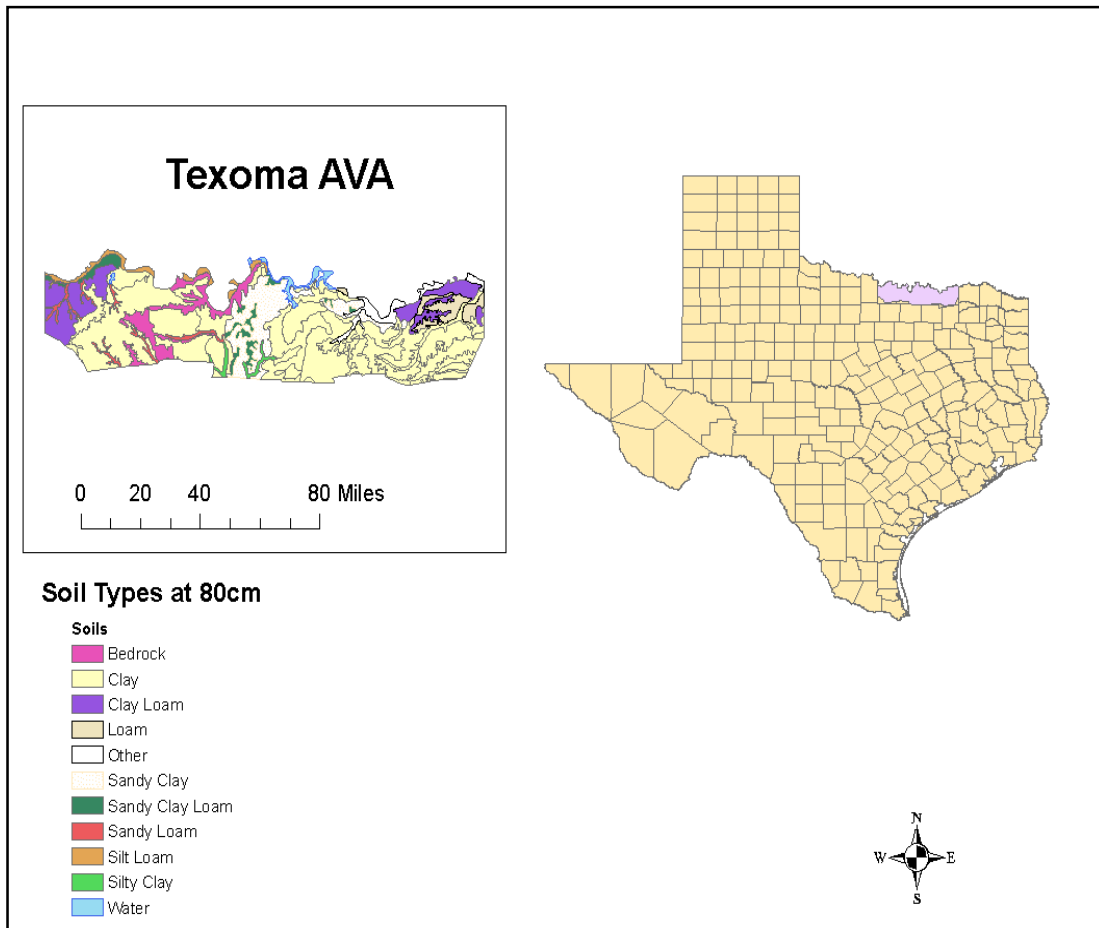 Texoma AVA
0 20 40 80 Miles
Soil Types at 80cm
Soils
Bedrock
Clay
Clay Loam
Loam
Other
Sandy Clay
Sandy Clay Loam
Sandy Loam
Silt Loam
Silty Clay
Water
N
W E
S